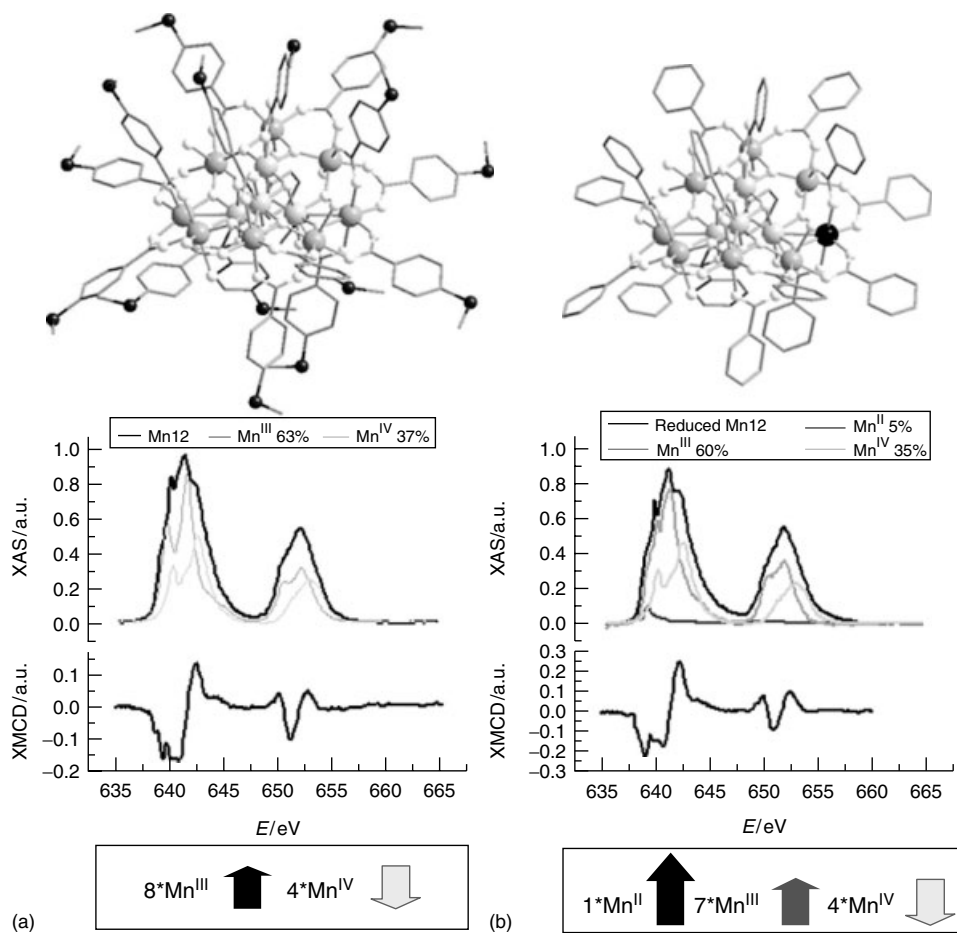 Mn12 Mn^III 63% Mn^IV 37%
1.0
0.8
0.6
0.4
0.2
0.0
XAS/a.u.
0.1
0.0
−0.1
−0.2
XMCD/a.u.
635 640 645 650 655 660 665
E/eV
8*Mn^III 4*Mn^IV
(a)
Reduced Mn12 Mn^II 5%
Mn^III 60% Mn^IV 35%
1.0
0.8
0.6
0.4
0.2
0.0
XAS/a.u.
0.3
0.2
0.1
0.0
−0.1
−0.2
−0.3
XMCD/a.u.
635 640 645 650 655 660 665
E/eV
1*Mn^II 7*Mn^III 4*Mn^IV
(b)